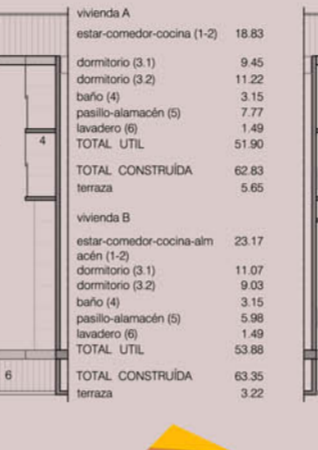 vivienda A
estar-comedor-cocina (1-2) 18.83
dormitorio (3.1) 9.45
dormitorio (3.2) 11.22
baño (4) 3.15
pasillo-alamacén (5) 7.77
lavadero (6) 1.49
TOTAL UTIL 51.90
TOTAL CONSTRUÍDA 62.83
terraza 5.65
4
vivienda B
estar-comedor-cocina-alm 23.17
acén (1-2)
dormitorio (3.1) 11.07
dormitorio (3.2) 9.03
baño (4) 3.15
pasillo-alamacén (5) 5.98
lavadero (6) 1.49
TOTAL UTIL 53.88
6
TOTAL CONSTRUÍDA 63.35
terraza 3.22